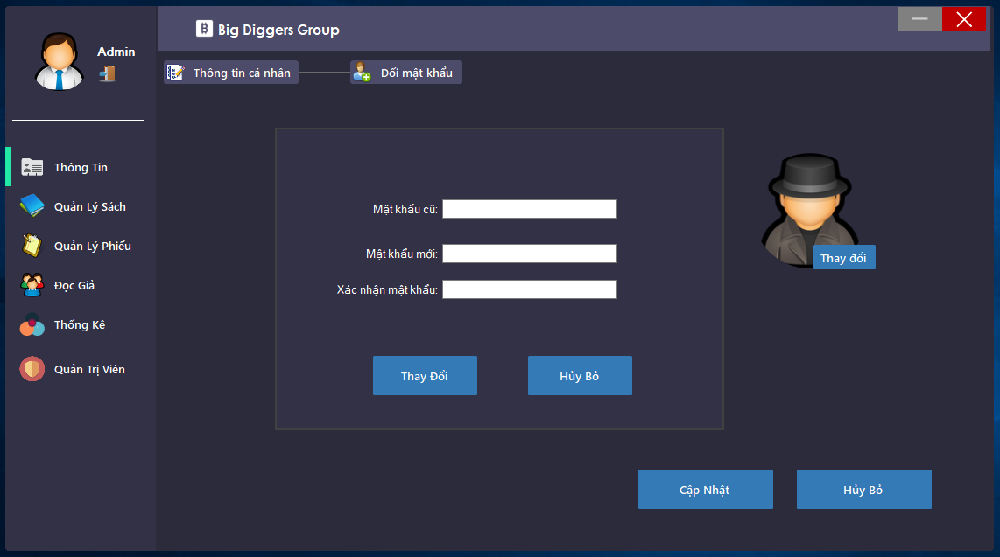 Big Diggers Group
Admin
Thông tin cá nhân
Đối mật khẩu
Thông Tin
Quản Lý Sách
Quản Lý Phiếu
Đọc Giả
Thống Kê
Quản Trị Viên
Mật khẩu cũ:
Mật khẩu mới:
Xác nhận mật khẩu:
Thay Đổi
Hủy Bỏ
Thay đổi
Cập Nhật
Hủy Bỏ